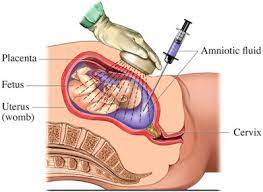 Placenta
Amniotic fluid
Fetus
Uterus
(womb)
Cervix